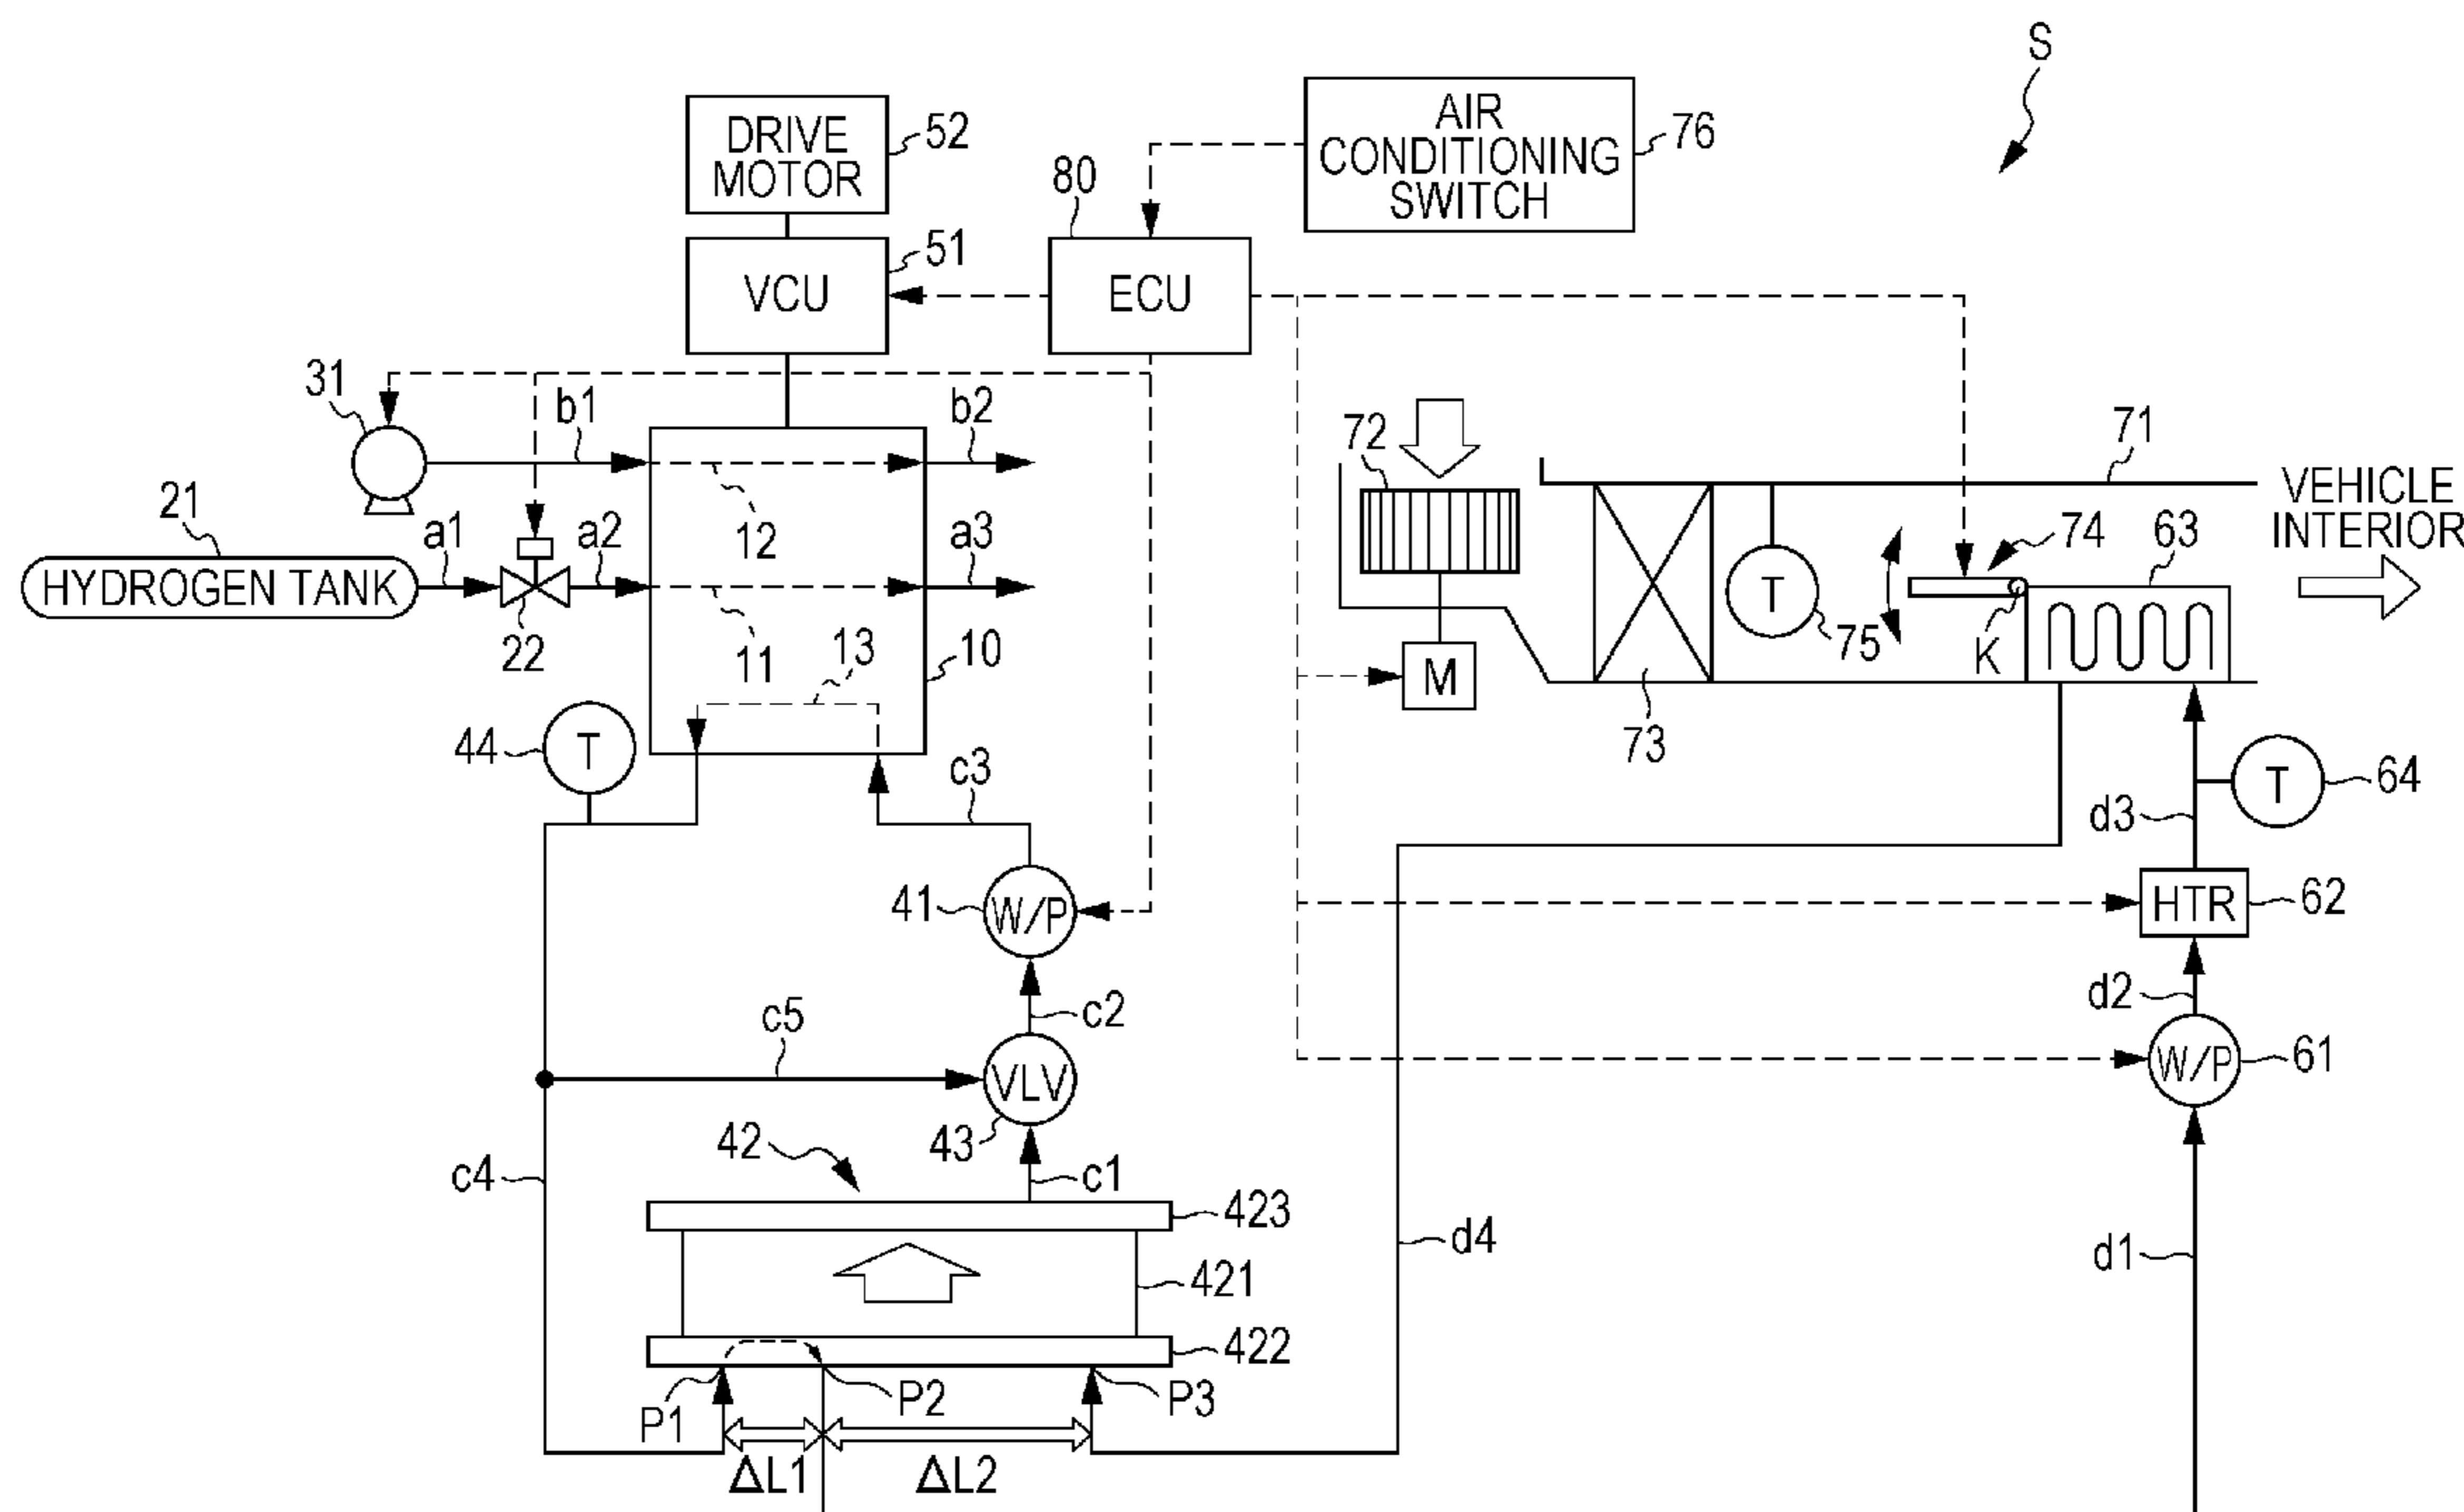 S
DRIVE
MOTOR
52
AIR
CONDITIONING
SWITCH
76
80
VCU
51
ECU
31
b1
b2
72
71
VEHICLE
INTERIOR
21
HYDROGEN TANK
a1
a2
a3
12
22
11
13
10
T
75
74
63
K
M
73
44
T
c3
T
64
d3
41
W/P
HTR
62
c5
c2
d2
VLV
43
W/P
61
42
c4
c1
423
421
422
d4
d1
P1
P2
P3
ΔL1
ΔL2